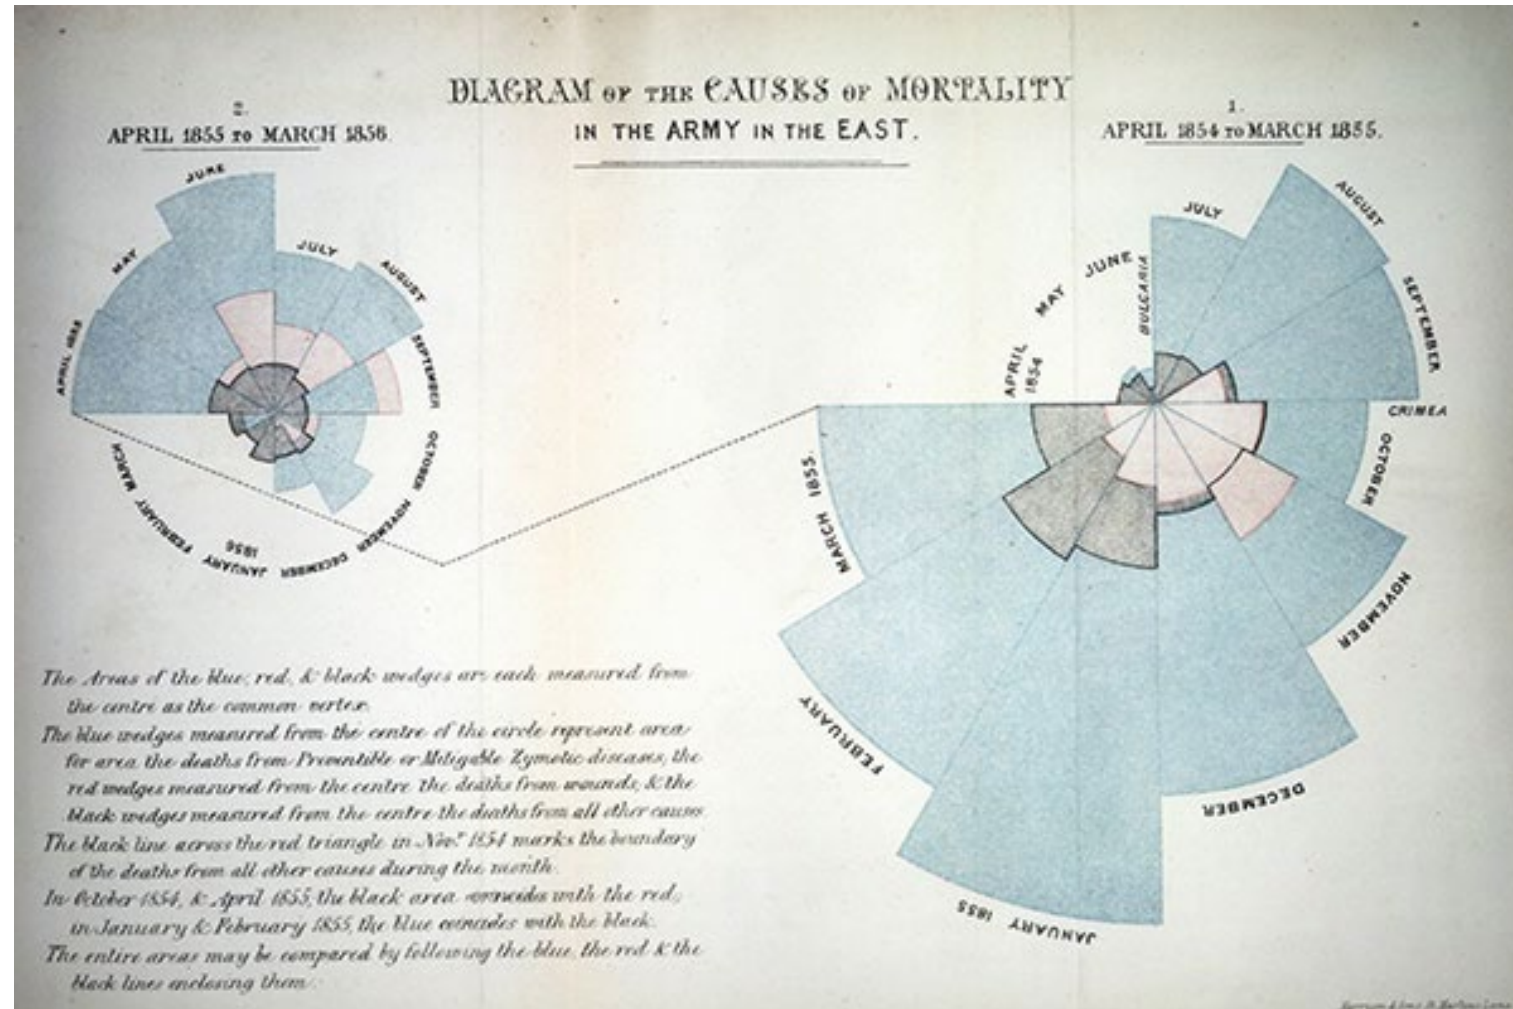 DIAGRAM OF THE CAUSES OF MORTALITY
IN THE ARMY IN THE EAST.
2.
APRIL 1855 TO MARCH 1856.
JUNE
MAY
JULY
AUGUST
APRIL 1855
SEPTEMBER
OCTOBER
NOVEMBER
DECEMBER
JANUARY
1856
FEBRUARY
MARCH
1.
APRIL 1854 TO MARCH 1855.
AUGUST
JULY
JUNE
BULGARIA
MAY
SEPTEMBER
APRIL
1854
CRIMEA
OCTOBER
MARCH 1855.
NOVEMBER
FEBRUARY
DECEMBER
JANUARY 1855
The Areas of the blue, red, & black wedges are each measured from
the centre as the common vertex.
The blue wedges measured from the centre of the circle represent area
for area the deaths from Preventible or Mitigable Zymotic diseases, the
red wedges measured from the centre the deaths from wounds, & the
black wedges measured from the centre the deaths from all other causes.
The black line across the red triangle in Novr. 1854 marks the boundary
of the deaths from all other causes during the month.
In October 1854, & April 1855, the black area coincides with the red,
in January & February 1855, the blue coincides with the black.
The entire areas may be compared by following the blue, the red & the
black lines enclosing them.